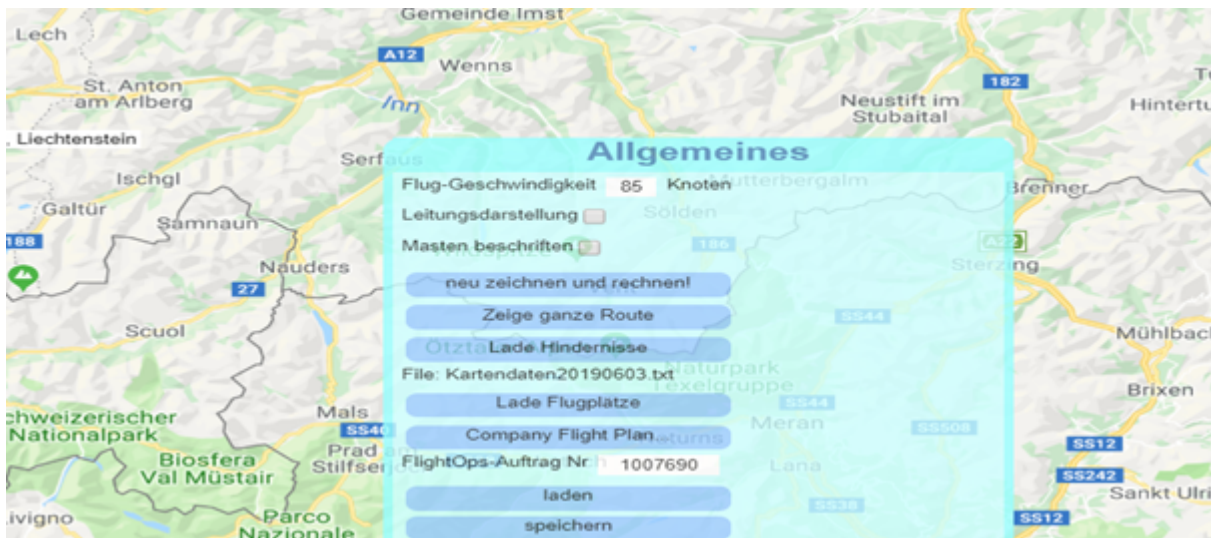 Gemeinde Imst
Lech
A12
Wenns
St. Anton
am Arlberg
182
Inn
Neustift im
Stubaital
Hintertu
, Liechtenstein
Allgemeines
Serfaus
Ischgl
Flug-Geschwindigkeit 85 Knoten
Mutterbergalm
Brenner
Galtür
Samnaun
Leitungsdarstellung
Sölden
188
Masten beschriften
Wildspitze
186
A22
Nauders
Sterzing
27
neu zeichnen und rechnen!
Zeige ganze Route
SS44
Scuol
Mühlbac
Lade Hindernisse
Naturpark
Texelgruppe
File: Kartendaten20190603.txt
Brixen
Lade Flugplätze
SS44
chweizerischer
Nationalpark
Mals
SS40
Meran
SS508
Company Flight Plan
SS12
Biosfera
Val Müstair
Prad am
Stilfserjoch
FlightOps-Auftrag Nr. 1007690
Lana
SS242
Sankt Ulri
laden
SS38
SS12
ivigno
Parco
Nazionale
speichern